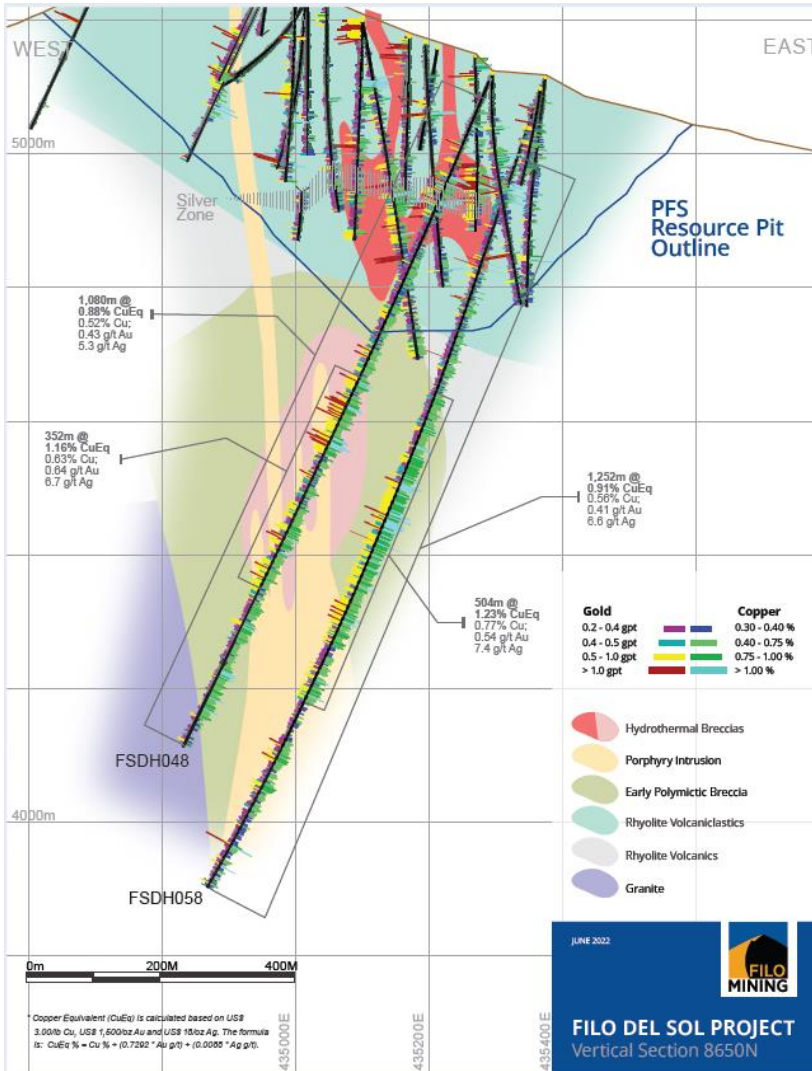 WEST
EAST
5000m
Silver
Zone
PFS
Resource Pit
Outline
1,080m @
0.88% CuEq
0.52% Cu;
0.43 g/t Au
5.3 g/t Ag
352m @
1.16% CuEq
0.63% Cu;
0.64 g/t Au
6.7 g/t Ag
1,252m @
0.91% CuEq
0.56% Cu;
0.41 g/t Au
6.6 g/t Ag
504m @
1.23% CuEq
0.77% Cu;
0.54 g/t Au
7.4 g/t Ag
Gold Copper
0.2 - 0.4 gpt 0.30 - 0.40 %
0.4 - 0.5 gpt 0.40 - 0.75 %
0.5 - 1.0 gpt 0.75 - 1.00 %
> 1.0 gpt > 1.00 %
Hydrothermal Breccias
Porphyry Intrusion
Early Polymictic Breccia
Rhyolite Volcaniclastics
Rhyolite Volcanics
Granite
FSDH048
4000m
FSDH058
0m 200M 400M
* Copper Equivalent (CuEq) is calculated based on US$
3.00/lb Cu, US$ 1,500/oz Au and US$ 18/oz Ag. The formula
is: CuEq % = Cu % + (0.7292 * Au g/t) + (0.0088 * Ag g/t).
435000E
435200E
435400E
JUNE 2022
FILO
MINING
FILO DEL SOL PROJECT
Vertical Section 8650N